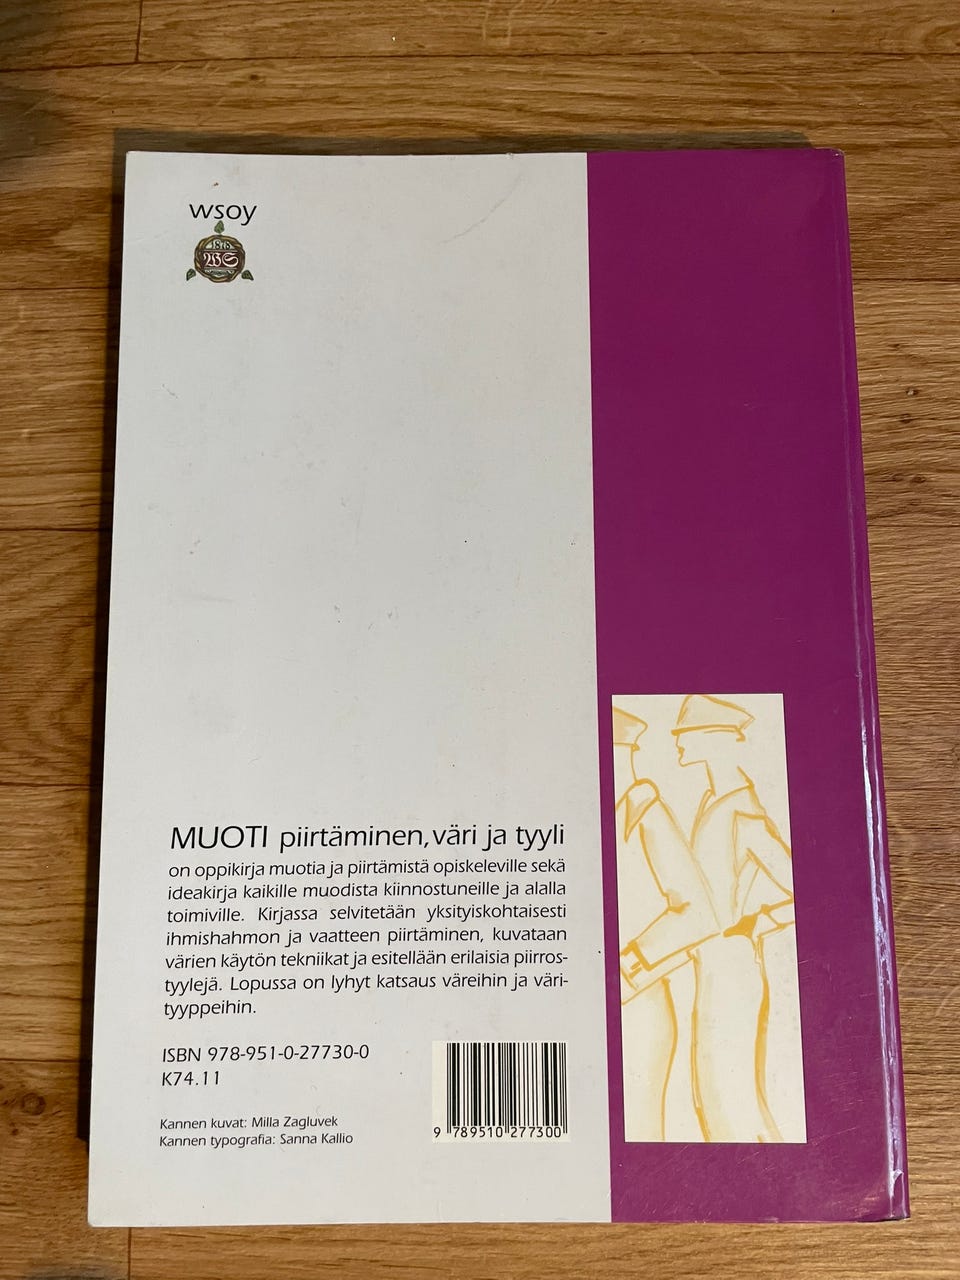 wsoy
1878
WS
MUOTI piirtäminen, väri ja tyyli
on oppikirja muotia ja piirtämistä opiskeleville sekä
ideakirja kaikille muodista kiinnostuneille ja alalla
toimiville. Kirjassa selvitetään yksityiskohtaisesti
ihmishahmon ja vaatteen piirtäminen, kuvataan
värien käytön tekniikat ja esitellään erilaisia piirros-
tyylejä. Lopussa on lyhyt katsaus väreihin ja väri-
tyyppeihin.
ISBN 978-951-0-27730-0
K74.11
Kannen kuvat: Milla Zagluvek
Kannen typografia: Sanna Kallio
9 789510 277300